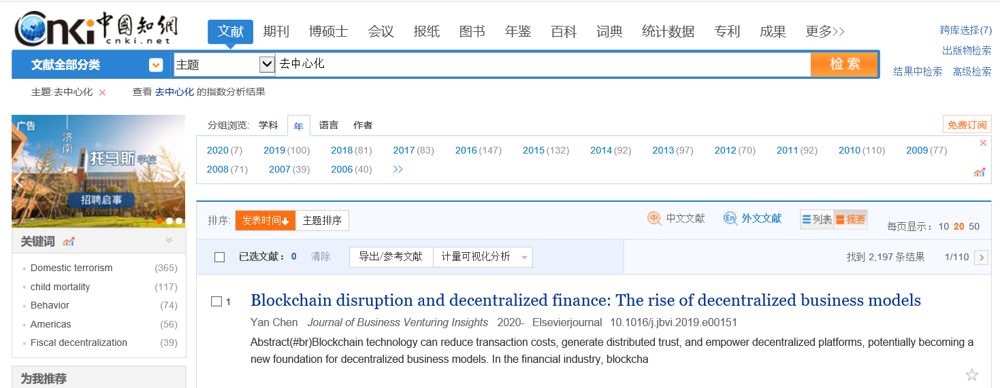 Cnki中國知網
cnki.net
文献 期刊 博硕士 会议 报纸 图书 年鉴 百科 词典 统计数据 专利 成果 更多>>
跨库选择(7)
出版物检索
文献全部分类 主题 去中心化 检 索
结果中检索 高级检索
主题:去中心化 × 查看 去中心化 的指数分析结果
广告
济南
托马斯学校
招聘启事
关键词
Domestic terrorism (365)
child mortality (117)
Behavior (74)
Americas (56)
Fiscal decentralization (39)
为我推荐
分组浏览: 学科 年 语言 作者 免费订阅
2020 (7) 2019 (100) 2018 (81) 2017 (83) 2016 (147) 2015 (132) 2014 (92) 2013 (97) 2012 (70) 2011 (92) 2010 (110) 2009 (77)
2008 (71) 2007 (39) 2006 (40) >>
排序: 发表时间 主题排序 中 中文文献 En 外文文献 列表 摘要 每页显示: 10 20 50
已选文献: 0 清除 导出/参考文献 计量可视化分析 找到 2,197 条结果 1/110 >
1 Blockchain disruption and decentralized finance: The rise of decentralized business models
Yan Chen Journal of Business Venturing Insights 2020- Elsevierjournal 10.1016/j.jbvi.2019.e00151
Abstract(#br)Blockchain technology can reduce transaction costs, generate distributed trust, and empower decentralized platforms, potentially becoming a
new foundation for decentralized business models. In the financial industry, blockcha